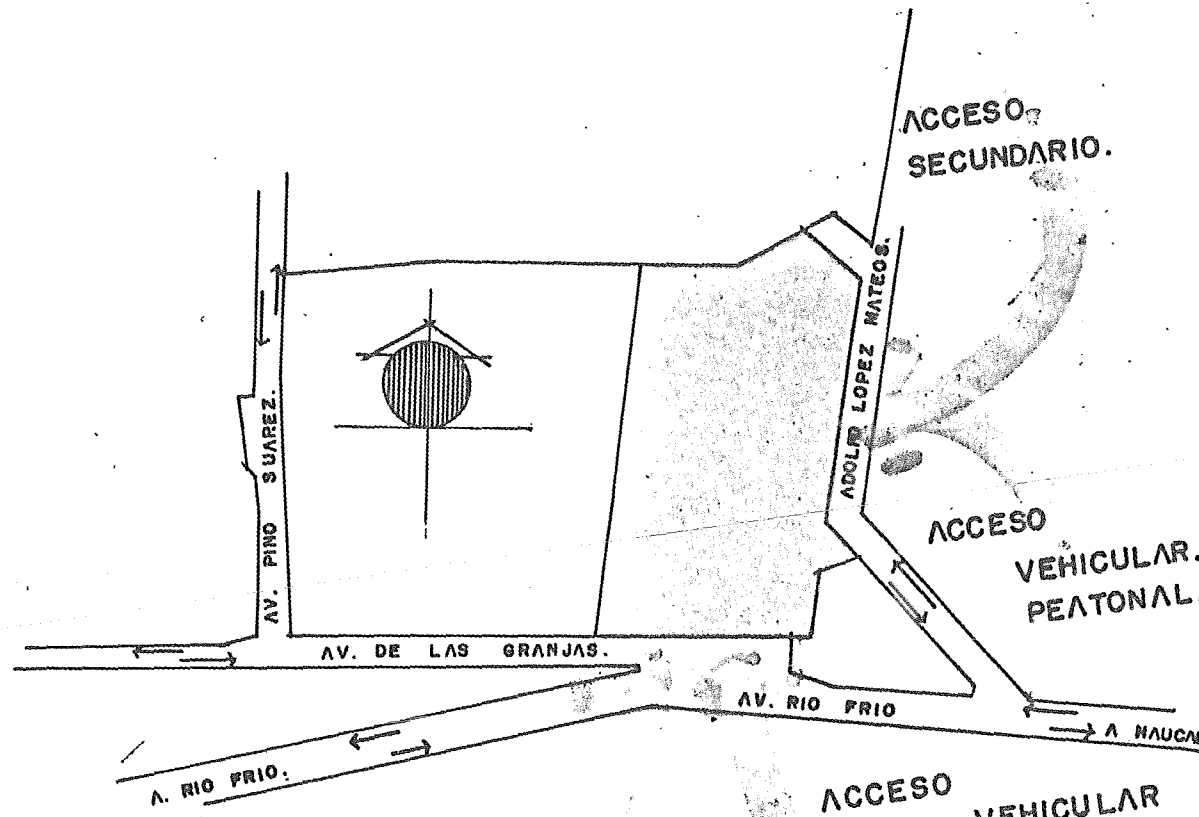 ACCESO
SECUNDARIO.
ADOLFO LOPEZ MATEOS.
AV. PINO SUAREZ.
ACCESO
VEHICULAR.
PEATONAL.
AV. DE LAS GRANJAS.
AV. RIO FRIO
A NAUCAL
A. RIO FRIO.
ACCESO
VEHICULAR